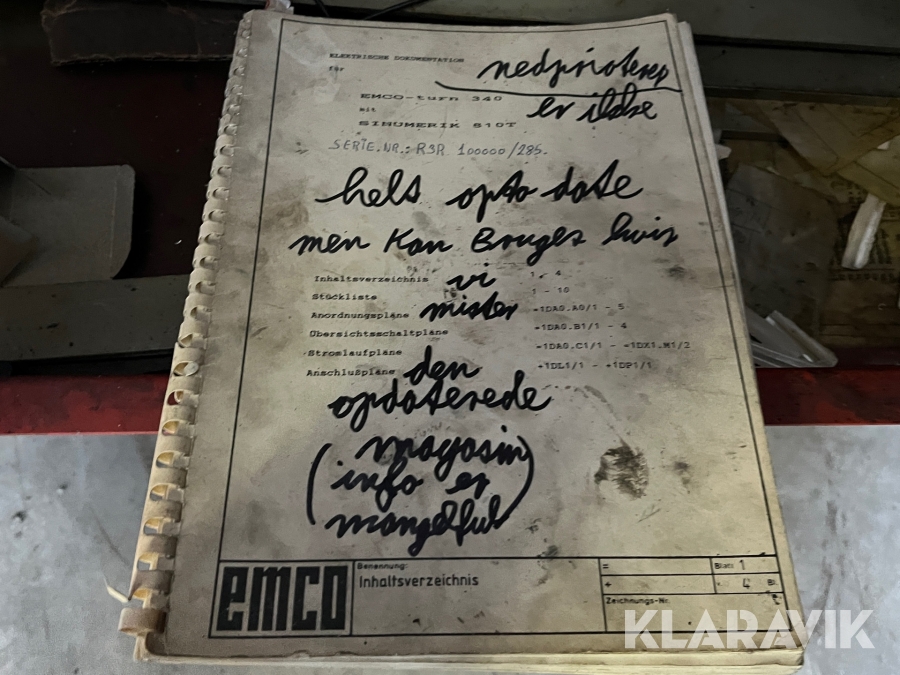 ELEKTRISCHE DOKUMENTATION
für
nedprioteres
EMCO-turn 340
mit
er ikke
SINUMERIK 810T
SERIE.NR.: R3R 100000/285.
helt opto date
men Kan Bruges hvis
Inhaltsverzeichnis 1 - 4
vi
Stückliste 1 - 10
Anordnungspläne =1DA0.A0/1 - 5
mister
Übersichtsschaltpläne =1DA0.B1/1 - 4
Stromlaufpläne =1DA0.C1/1 - =1DX1.M1/2
Anschlußpläne +1DL1/1 - +1DP1/1
den
opdaterede
(magasin
info er
mangelful)
emco
Benennung:
Inhaltsverzeichnis
=
+
Blatt 1
4 Bl.
Zeichnungs-Nr.
KLARAVIK